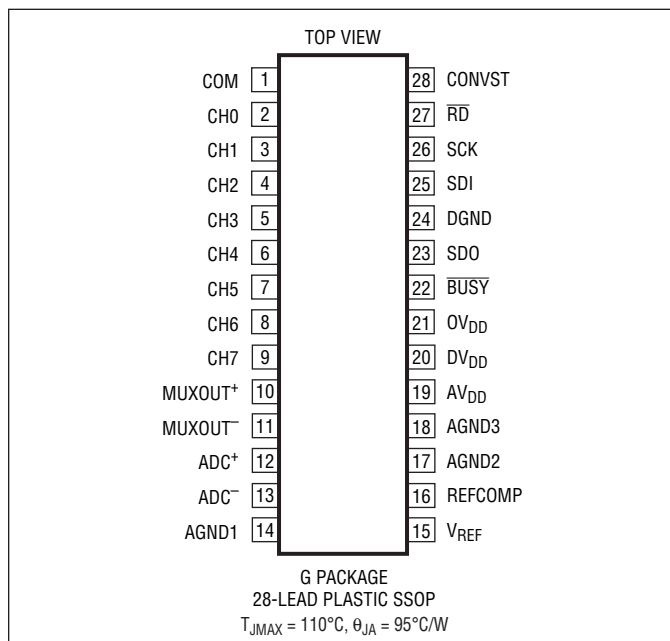 TOP VIEW
COM 1 28 CONVST
CH0 2 27 R̅D̅
CH1 3 26 SCK
CH2 4 25 SDI
CH3 5 24 DGND
CH4 6 23 SDO
CH5 7 22 B̅U̅S̅Y̅
CH6 8 21 OVDD
CH7 9 20 DVDD
MUXOUT+ 10 19 AVDD
MUXOUT– 11 18 AGND3
ADC+ 12 17 AGND2
ADC– 13 16 REFCOMP
AGND1 14 15 VREF
G PACKAGE
28-LEAD PLASTIC SSOP
TJMAX = 110°C, θJA = 95°C/W